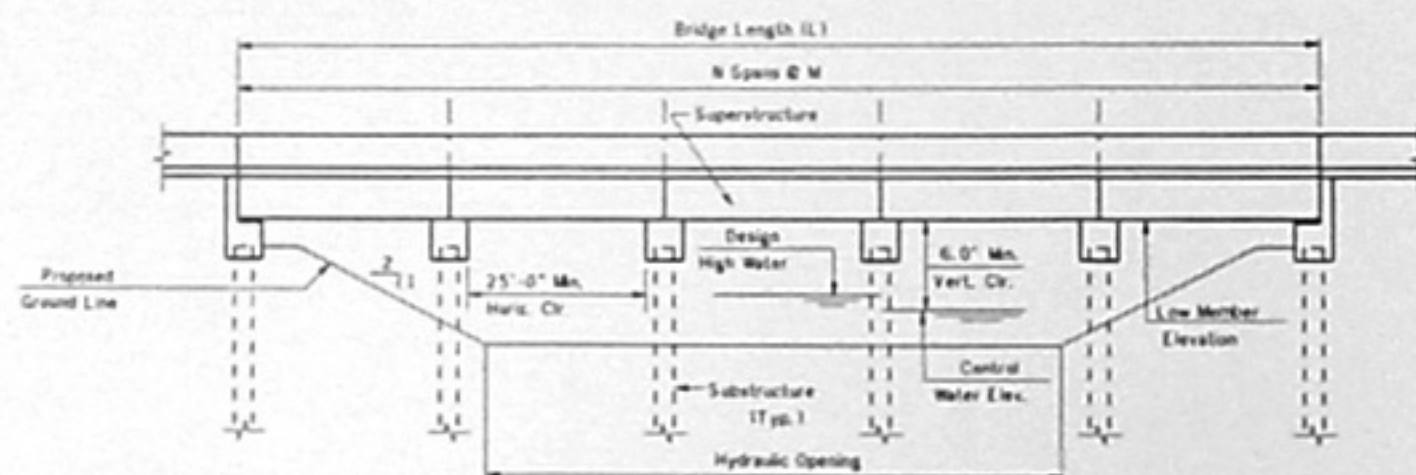 Bridge Length (L)
N Spans @ M
Superstructure
Design
High Water
6.0" Min.
Vert. Clr.
Proposed
Ground Line
2
1
25'-0" Min.
Horiz. Clr.
Low Member
Elevation
Control
Water Elev.
Substructure
(Typ.)
Hydraulic Opening